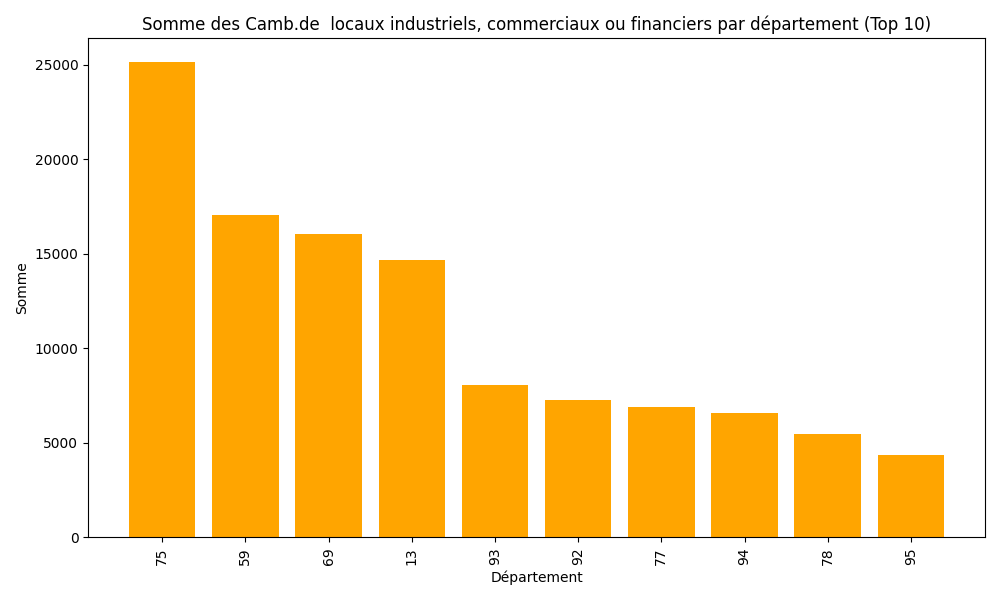 Somme des Camb.de  locaux industriels, commerciaux ou financiers par département (Top 10)
25000
20000
15000
10000
5000
0
Somme
75 59 69 13 93 92 77 94 78 95
Département